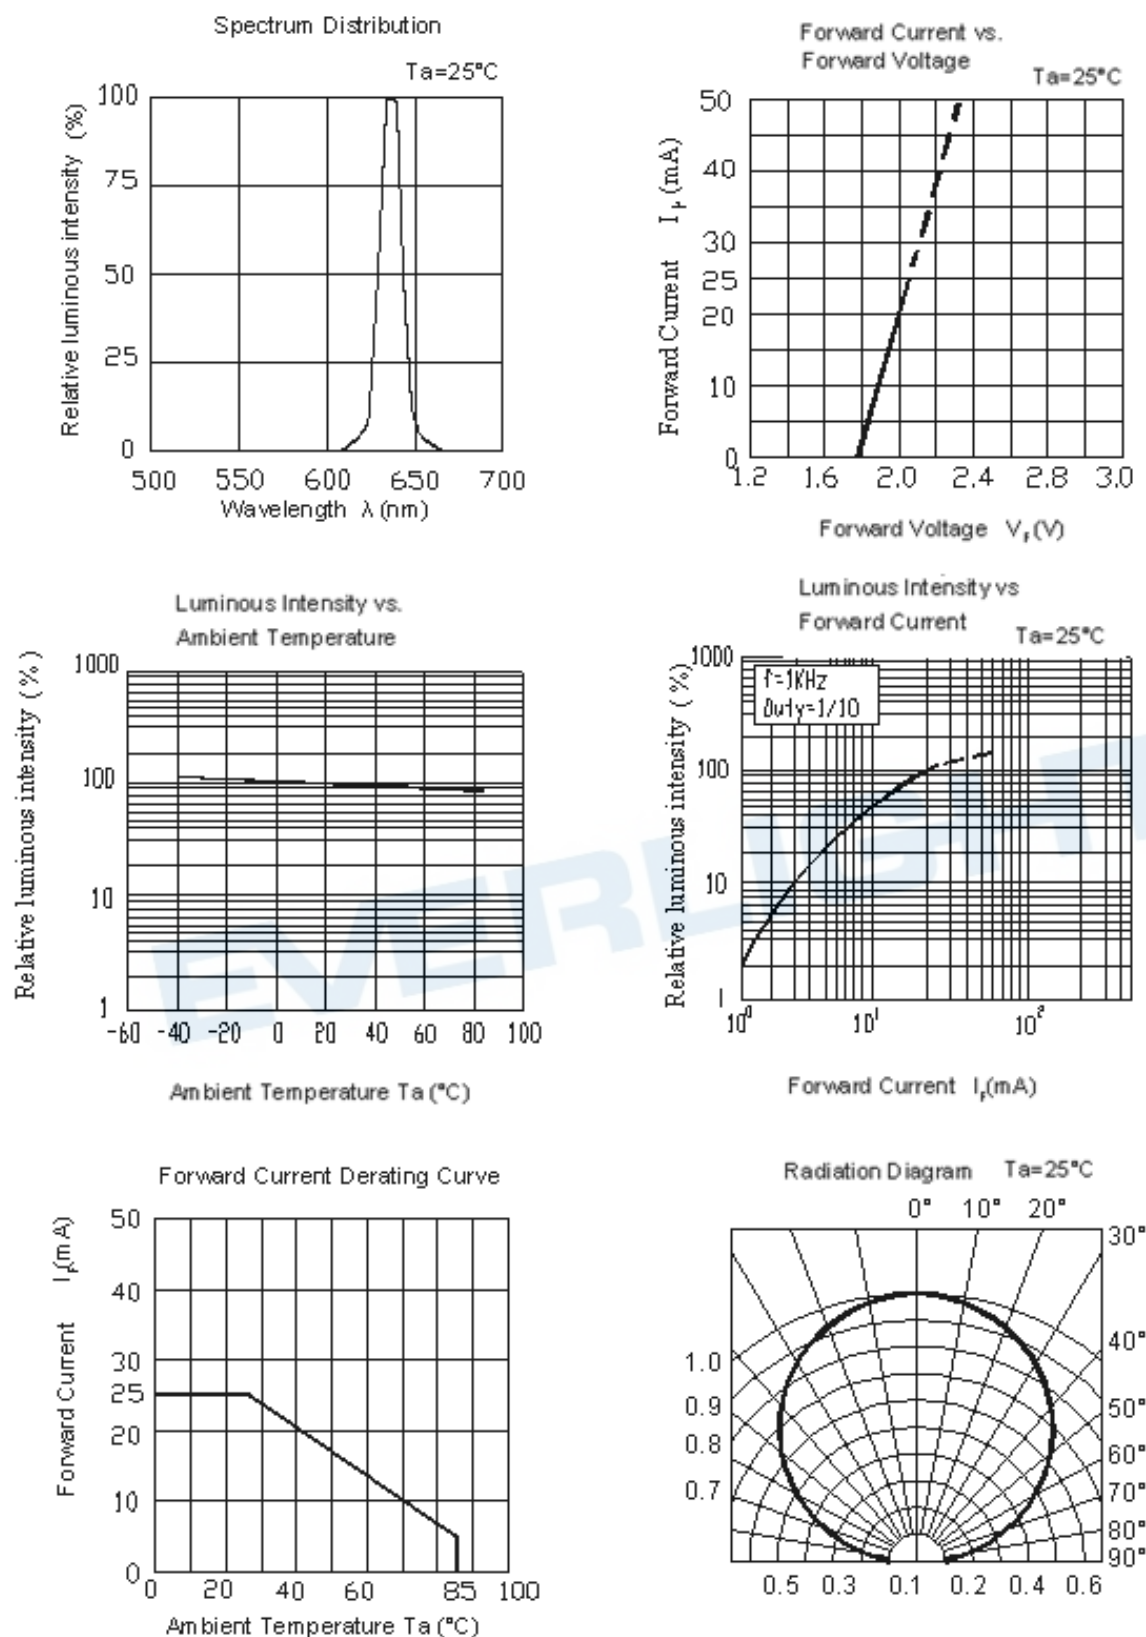 Spectrum Distribution
Ta=25°C
Relative luminous intensity (%)
100
75
50
25
0
500 550 600 650 700
Wavelength λ (nm)
Forward Current vs.
Forward Voltage
Ta=25°C
Forward Current I_F (mA)
50
40
30
25
20
10
0
1.2 1.6 2.0 2.4 2.8 3.0
Forward Voltage V_F (V)
Luminous Intensity vs.
Ambient Temperature
Relative luminous intensity (%)
1000
100
10
1
-60 -40 -20 0 20 40 60 80 100
Ambient Temperature Ta (°C)
Luminous Intensity vs
Forward Current
Ta=25°C
Relative luminous intensity (%)
f=1KHz
Duty=1/10
1000
100
10
1
10⁰ 10¹ 10²
Forward Current I_F (mA)
EVERLIGHT
Forward Current Derating Curve
Forward Current I_F (mA)
50
40
30
25
20
10
0
0 20 40 60 85 100
Ambient Temperature Ta (°C)
Radiation Diagram Ta=25°C
0° 10° 20°
30°
40°
50°
60°
70°
80°
90°
1.0
0.9
0.8
0.7
0.5 0.3 0.1 0.2 0.4 0.6